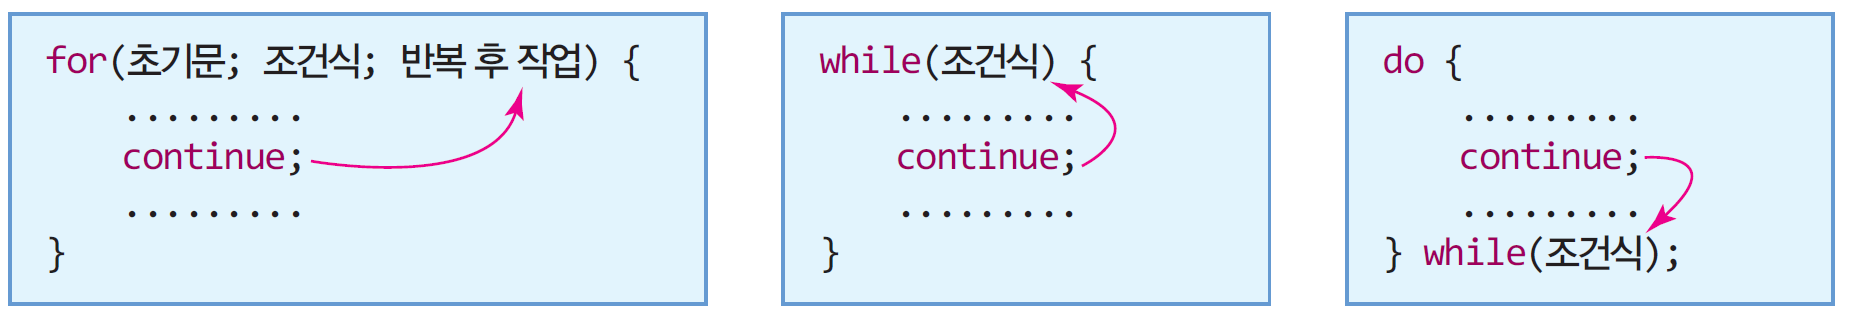 for(초기문; 조건식; 반복 후 작업) {
.........
continue;
.........
}
while(조건식) {
.........
continue;
.........
}
do {
.........
continue;
.........
} while(조건식);